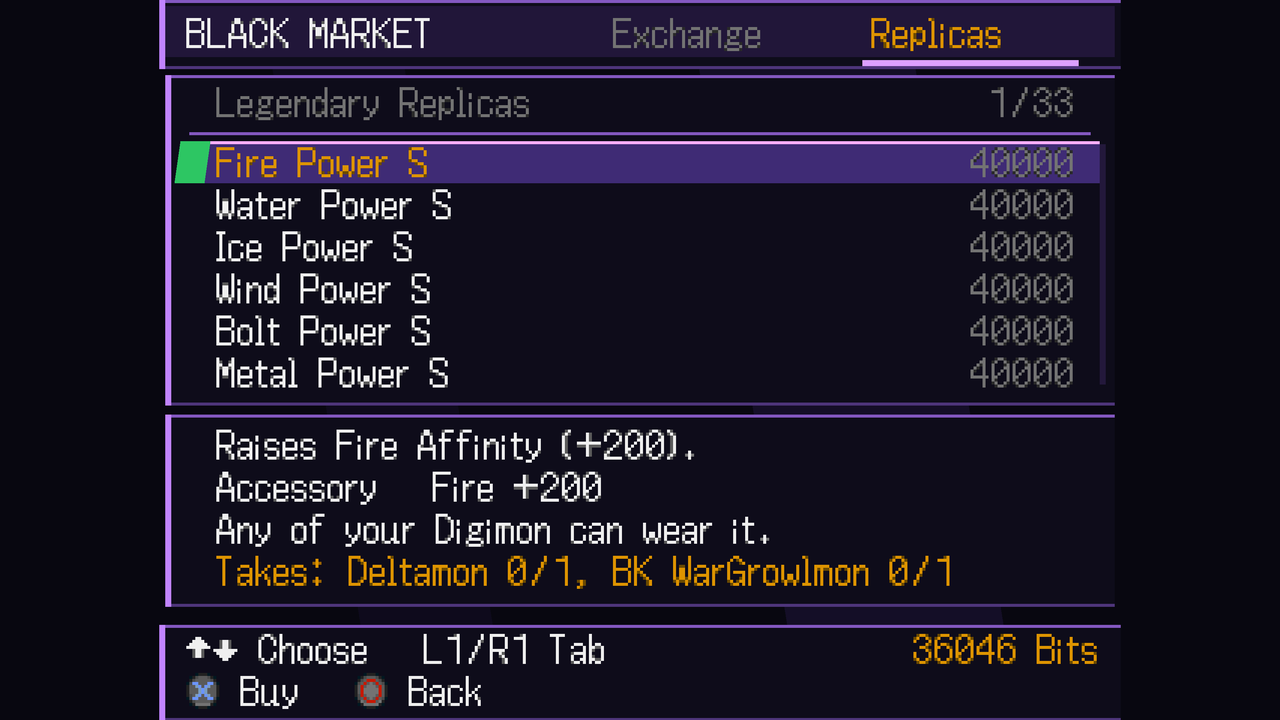 BLACK MARKET Exchange Replicas
Legendary Replicas 1/33
Fire Power S 40000
Water Power S 40000
Ice Power S 40000
Wind Power S 40000
Bolt Power S 40000
Metal Power S 40000
Raises Fire Affinity (+200).
Accessory Fire +200
Any of your Digimon can wear it.
Takes: Deltamon 0/1, BK WarGrowlmon 0/1
Choose L1/R1 Tab 36046 Bits
Buy Back